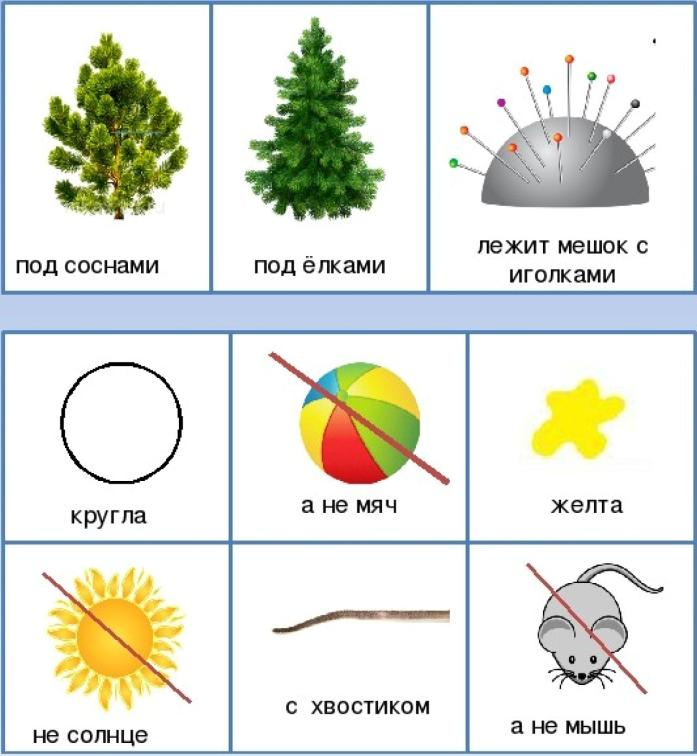 под соснами
под ёлками
лежит мешок с
иголками
кругла
а не мяч
желта
не солнце
с хвостиком
а не мышь